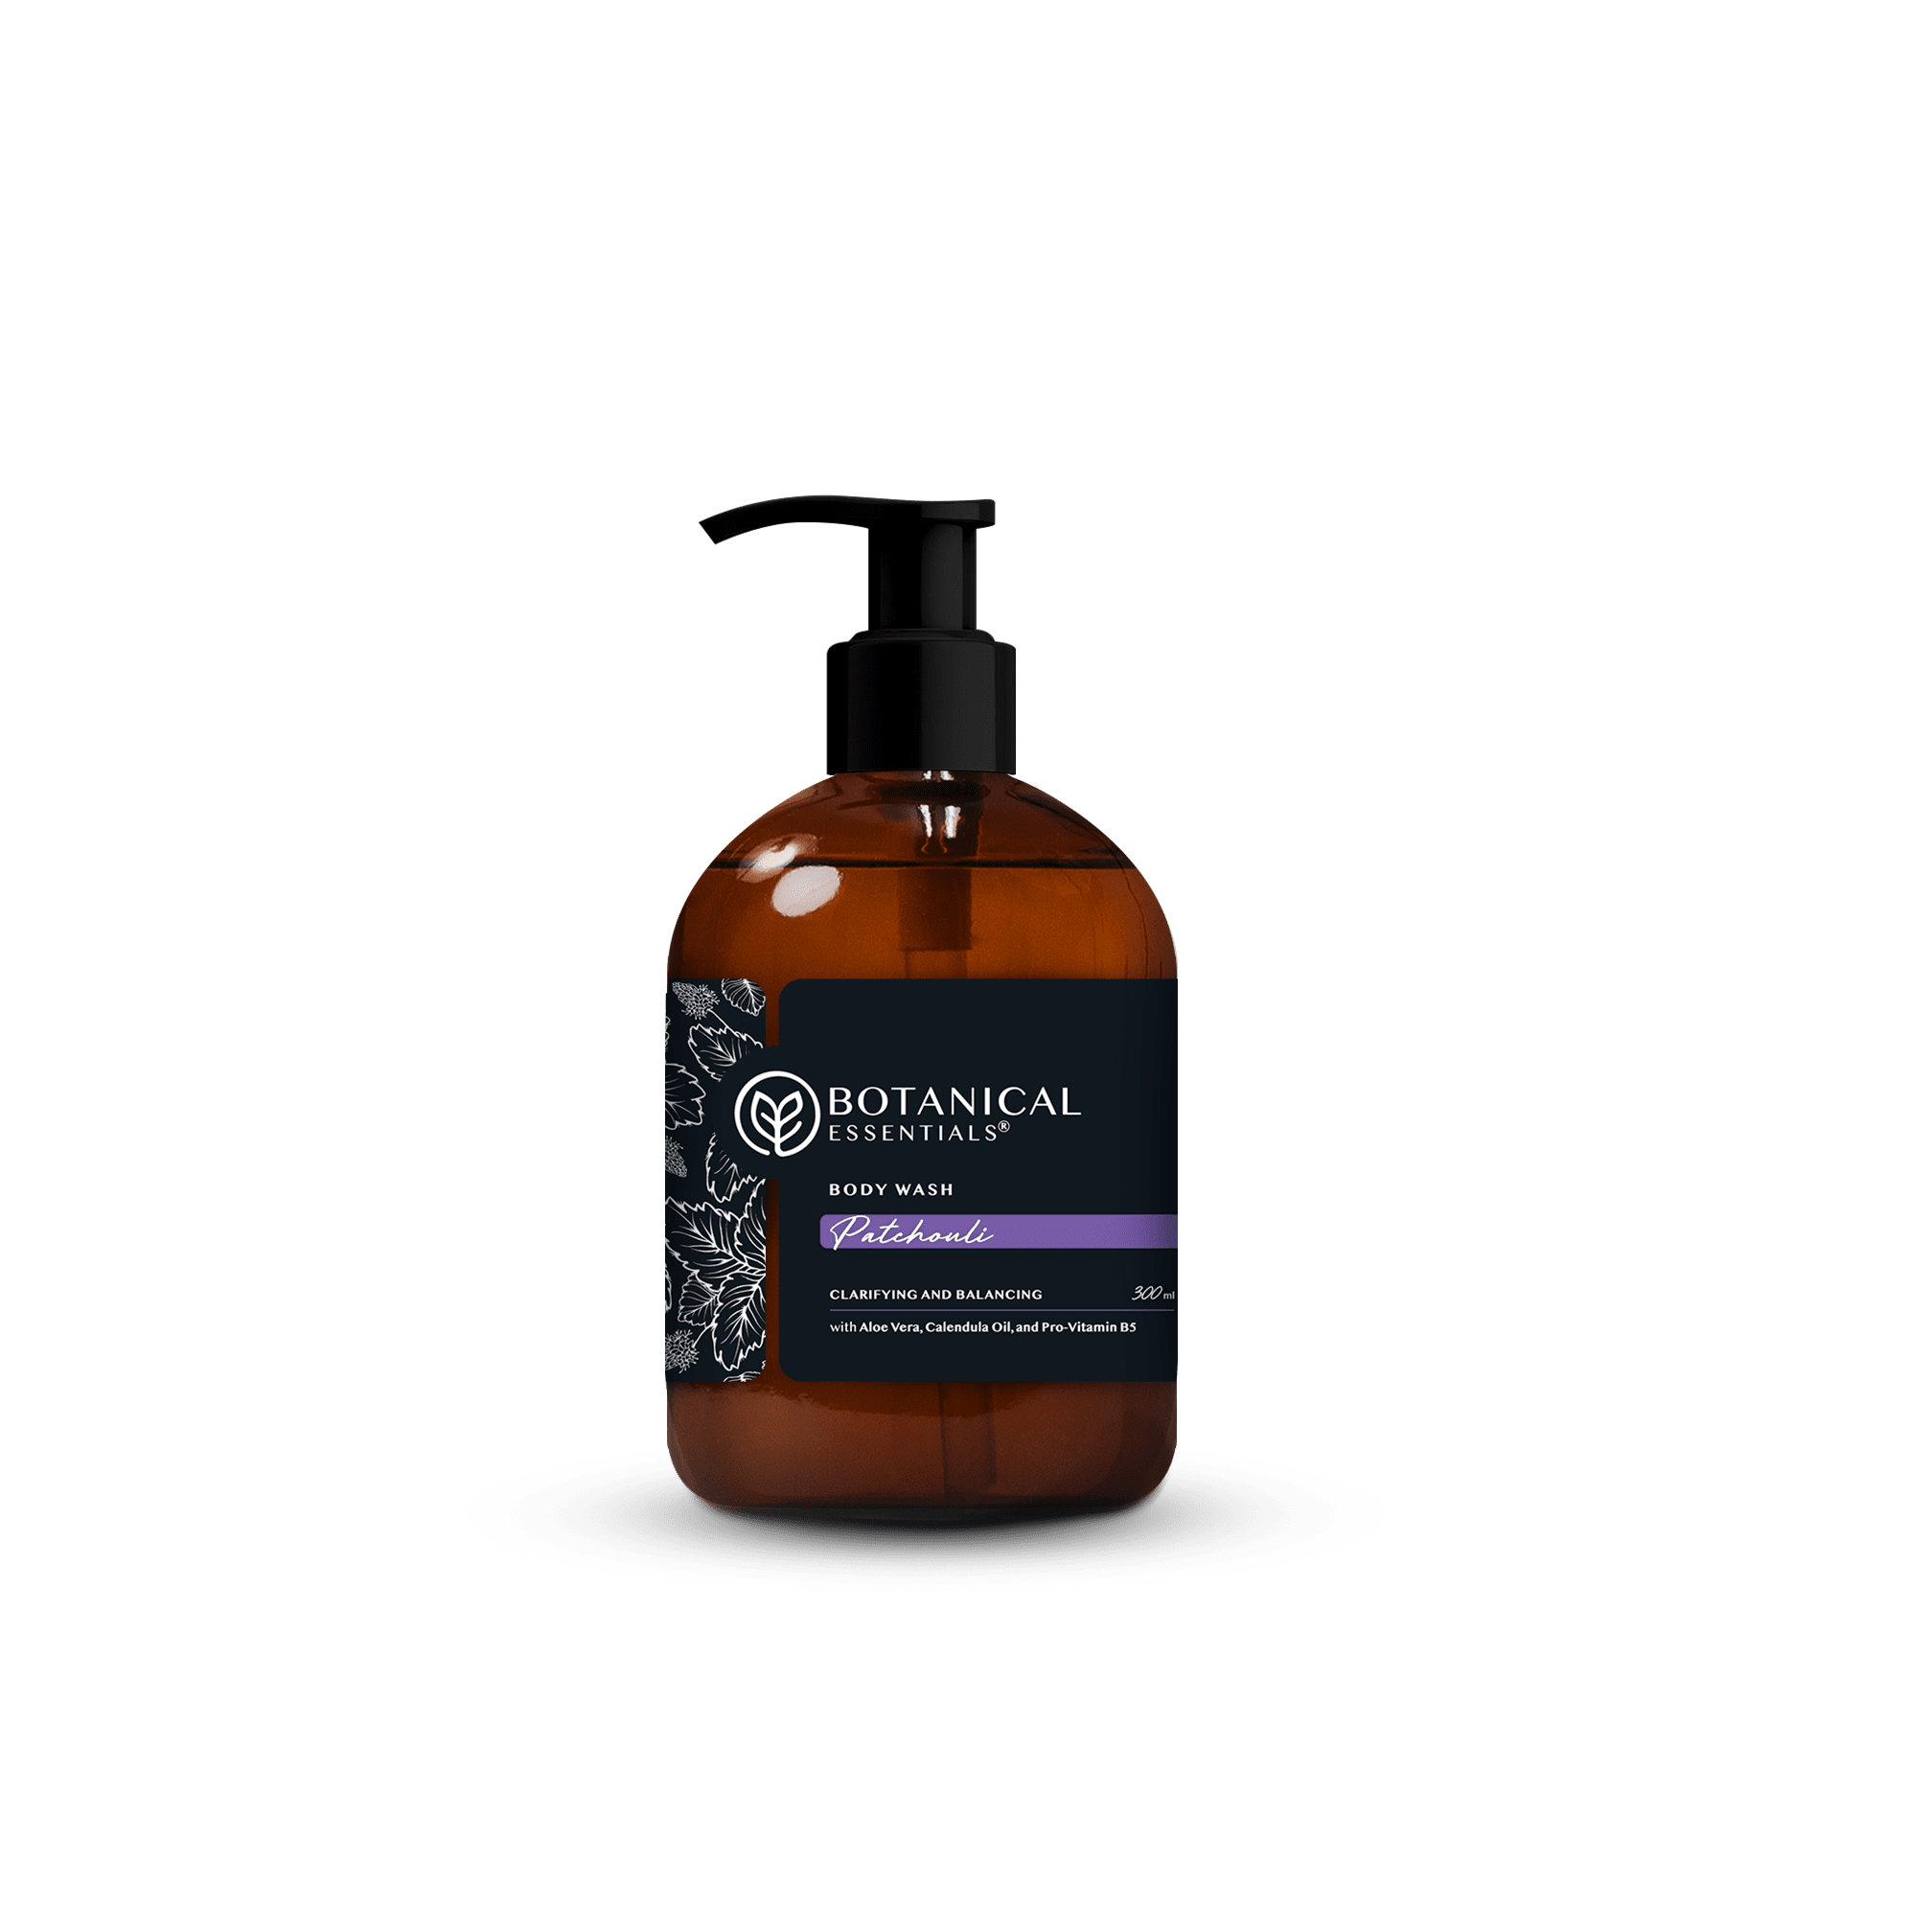 BOTANICAL
ESSENTIALS®
BODY WASH
Patchouli
CLARIFYING AND BALANCING 300 ml
with Aloe Vera, Calendula Oil, and Pro-Vitamin B5